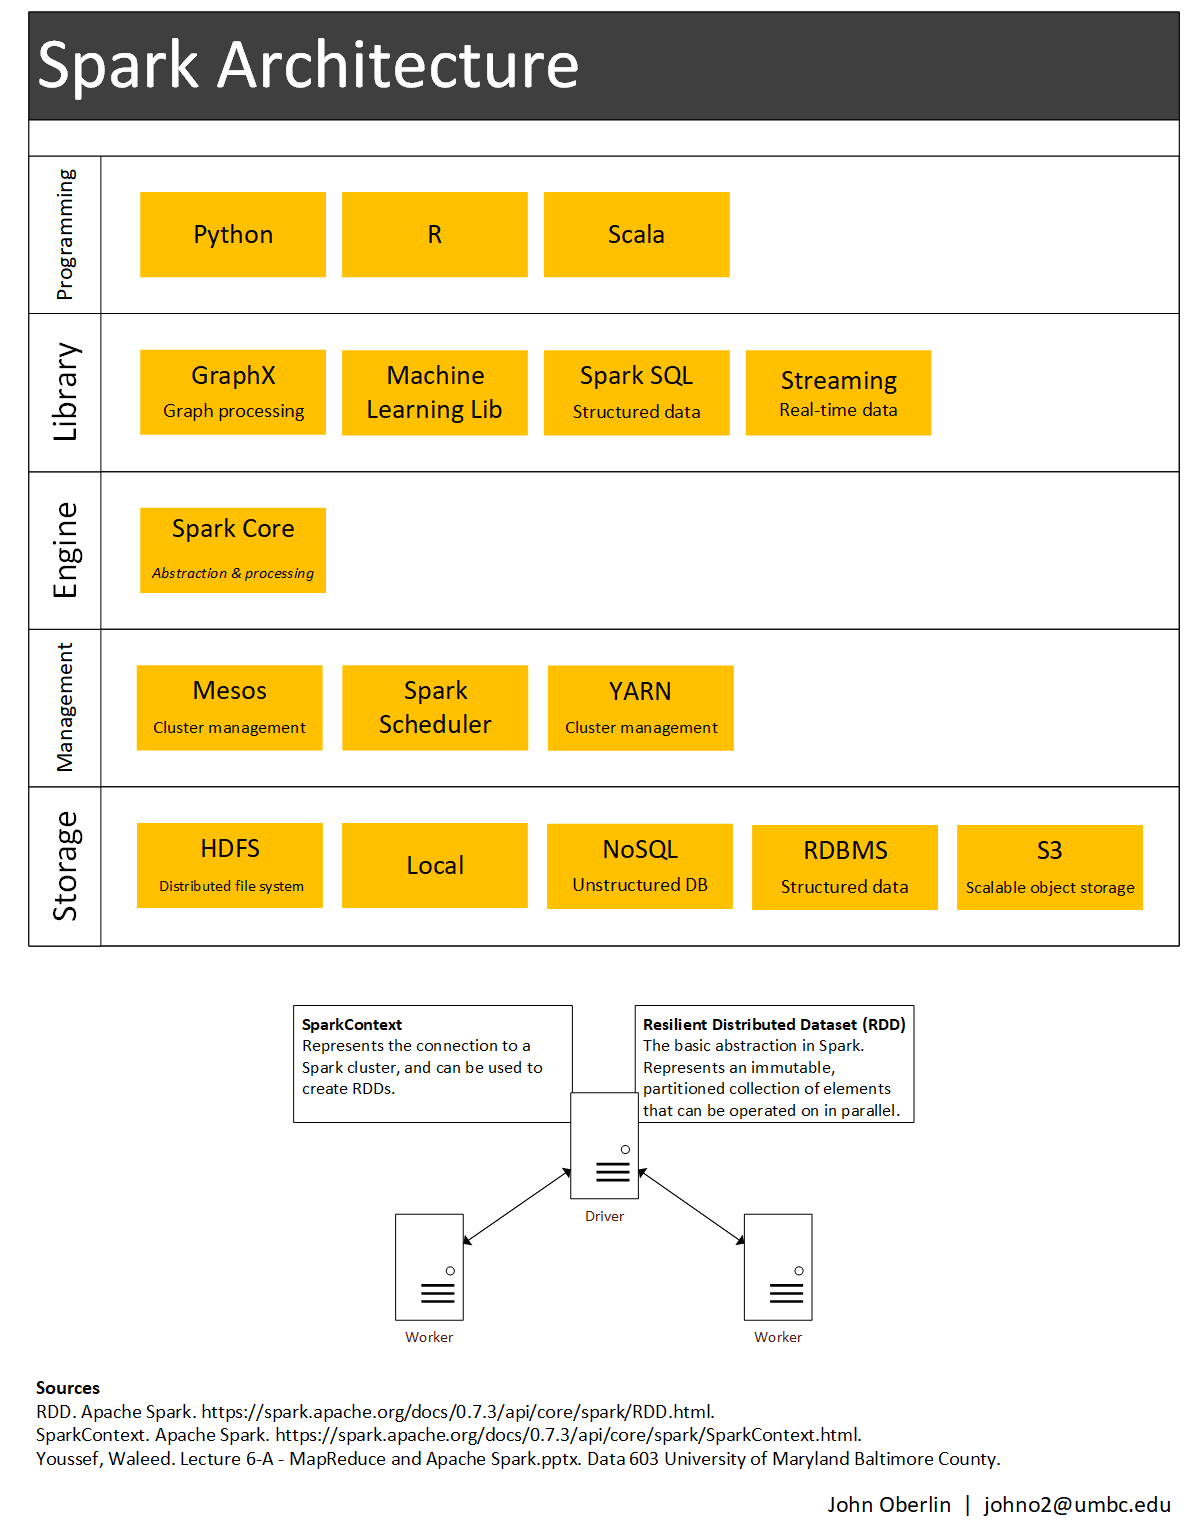 Spark Architecture
Programming
Python
R
Scala
Library
GraphX
Graph processing
Machine
Learning Lib
Spark SQL
Structured data
Streaming
Real-time data
Engine
Spark Core
Abstraction & processing
Management
Mesos
Cluster management
Spark
Scheduler
YARN
Cluster management
Storage
HDFS
Distributed file system
Local
NoSQL
Unstructured DB
RDBMS
Structured data
S3
Scalable object storage
SparkContext
Represents the connection to a
Spark cluster, and can be used to
create RDDs.
Resilient Distributed Dataset (RDD)
The basic abstraction in Spark.
Represents an immutable,
partitioned collection of elements
that can be operated on in parallel.
Driver
Worker
Worker
Sources
RDD. Apache Spark. https://spark.apache.org/docs/0.7.3/api/core/spark/RDD.html.
SparkContext. Apache Spark. https://spark.apache.org/docs/0.7.3/api/core/spark/SparkContext.html.
Youssef, Waleed. Lecture 6-A - MapReduce and Apache Spark.pptx. Data 603 University of Maryland Baltimore County.
John Oberlin | johno2@umbc.edu